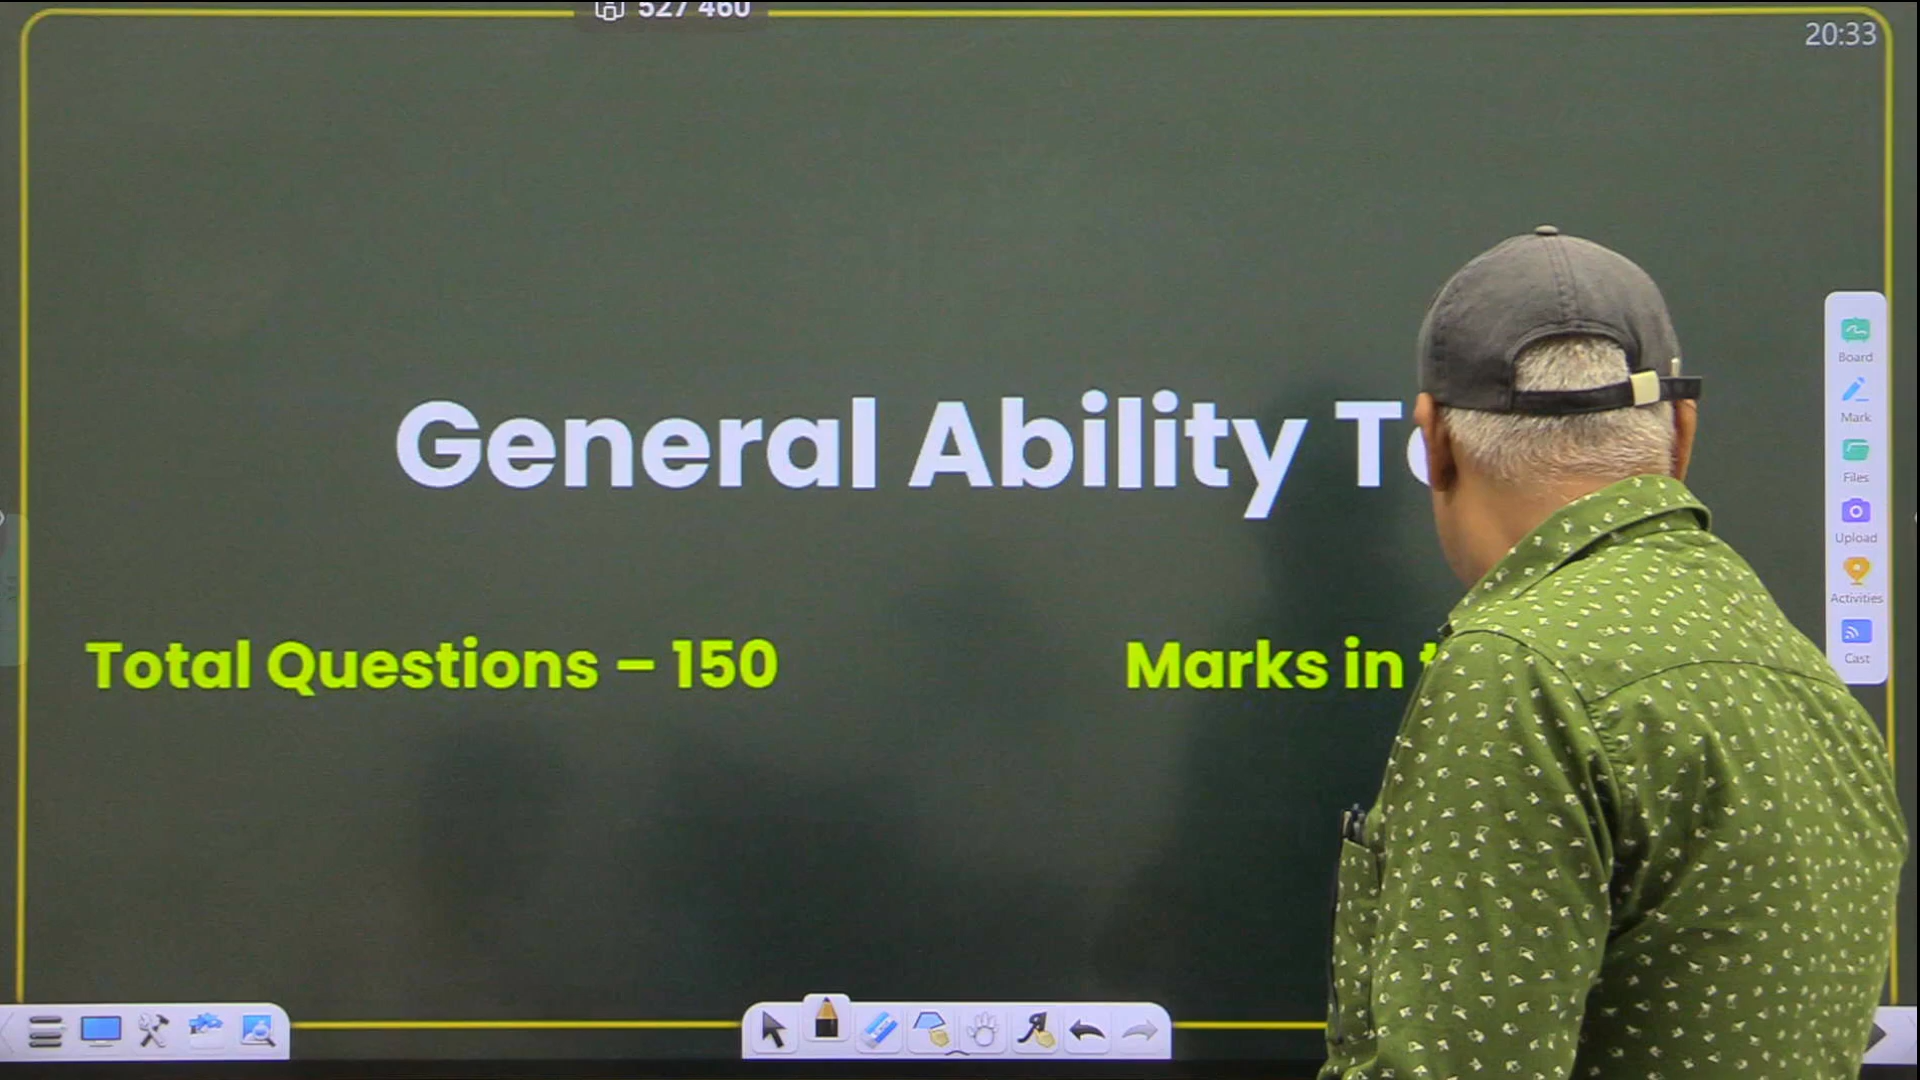 527 460
20:33
General Ability
Total Questions – 150
Marks in
Board
Mark
Files
Upload
Activities
Cast